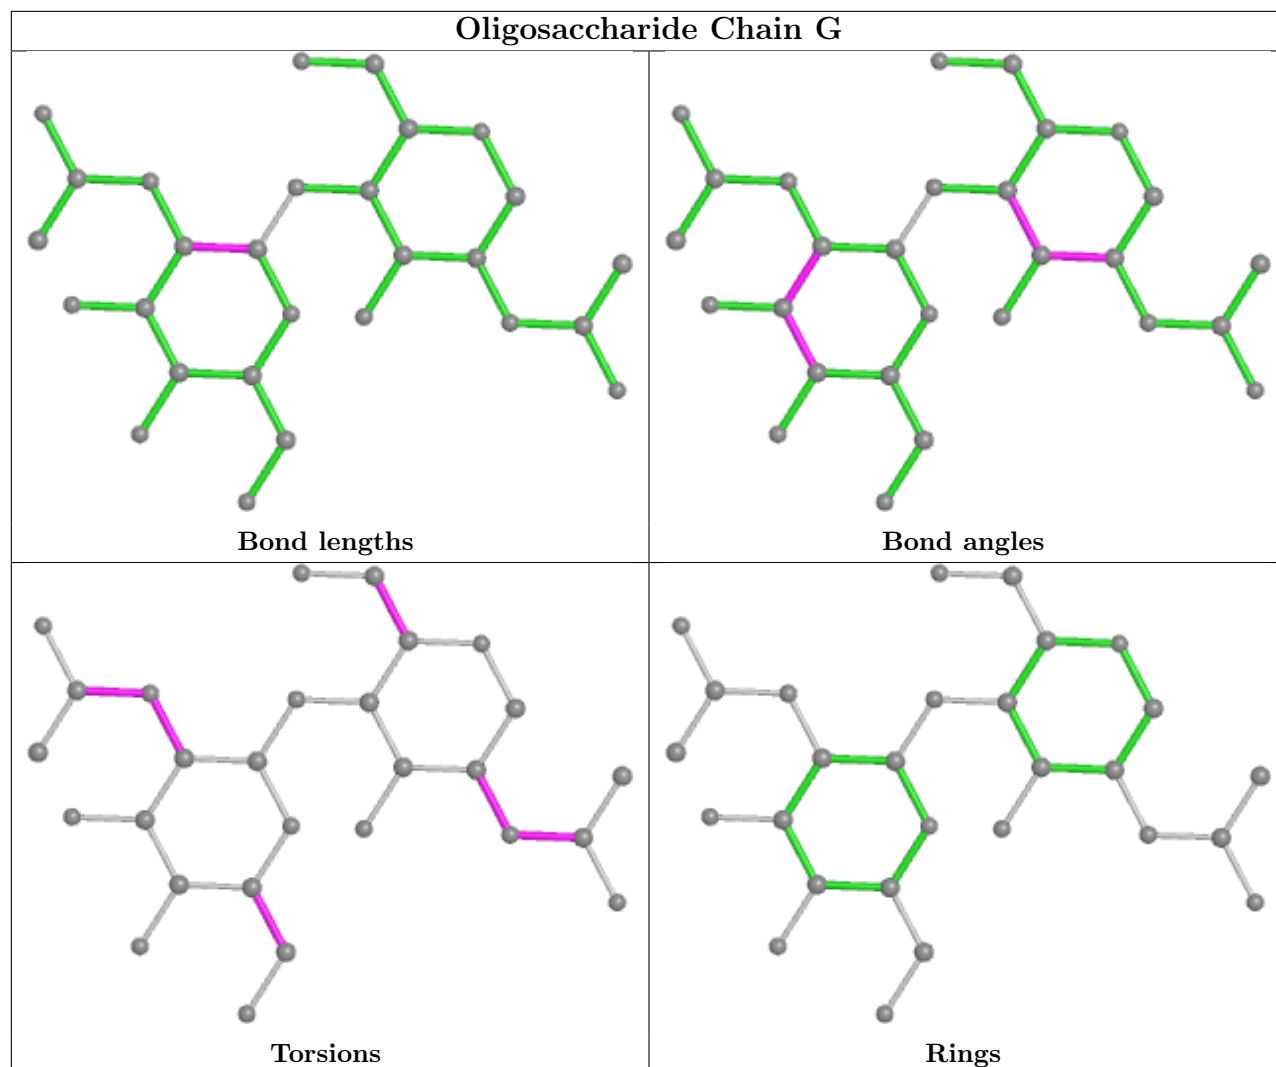 Oligosaccharide Chain G
Bond lengths
Bond angles
Torsions
Rings